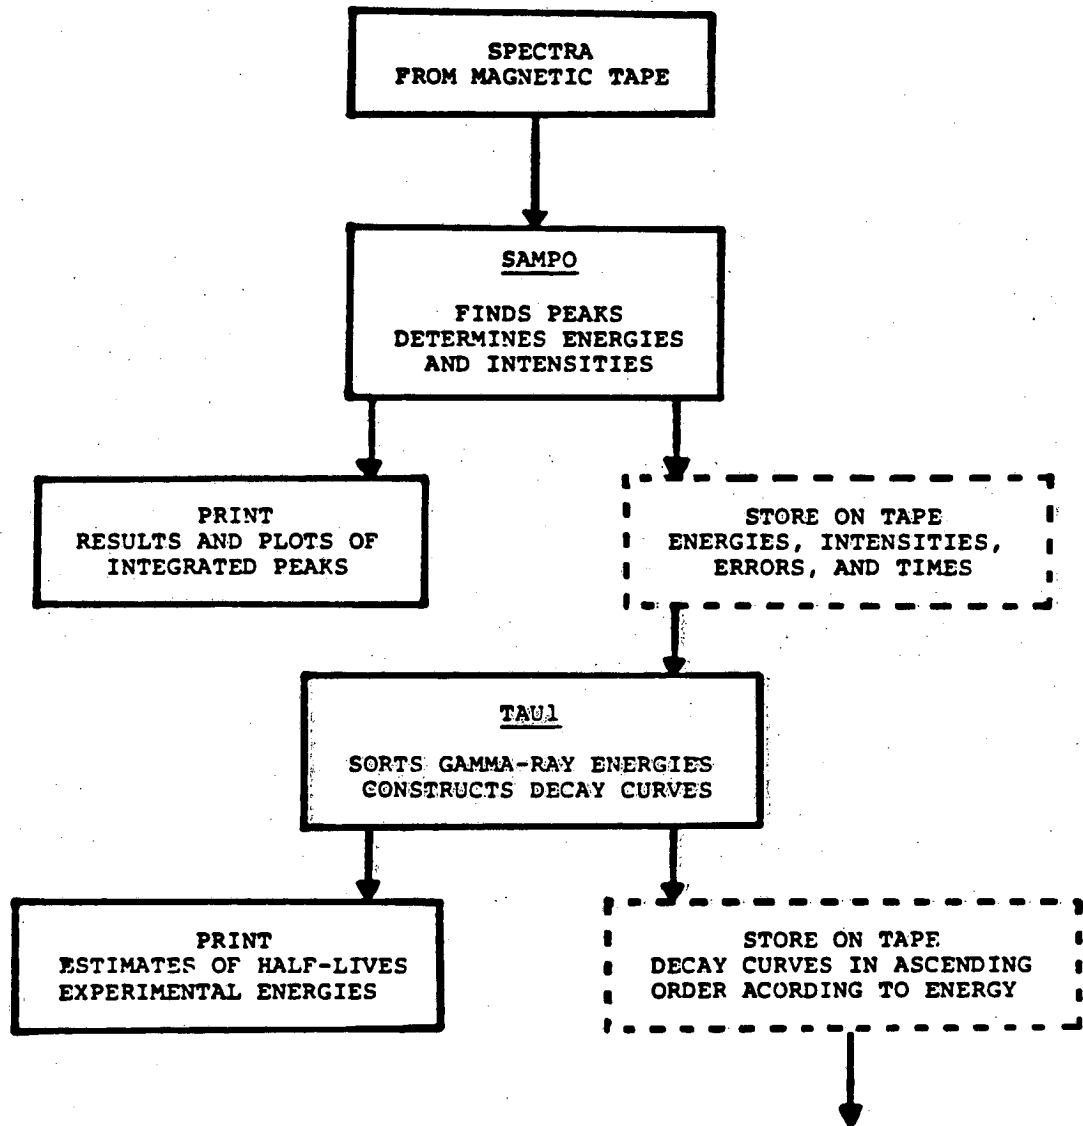 SPECTRA
FROM MAGNETIC TAPE
SAMPO
FINDS PEAKS
DETERMINES ENERGIES
AND INTENSITIES
PRINT
RESULTS AND PLOTS OF
INTEGRATED PEAKS
STORE ON TAPE
ENERGIES, INTENSITIES,
ERRORS, AND TIMES
TAU1
SORTS GAMMA-RAY ENERGIES
CONSTRUCTS DECAY CURVES
PRINT
ESTIMATES OF HALF-LIVES
EXPERIMENTAL ENERGIES
STORE ON TAPE
DECAY CURVES IN ASCENDING
ORDER ACORDING TO ENERGY